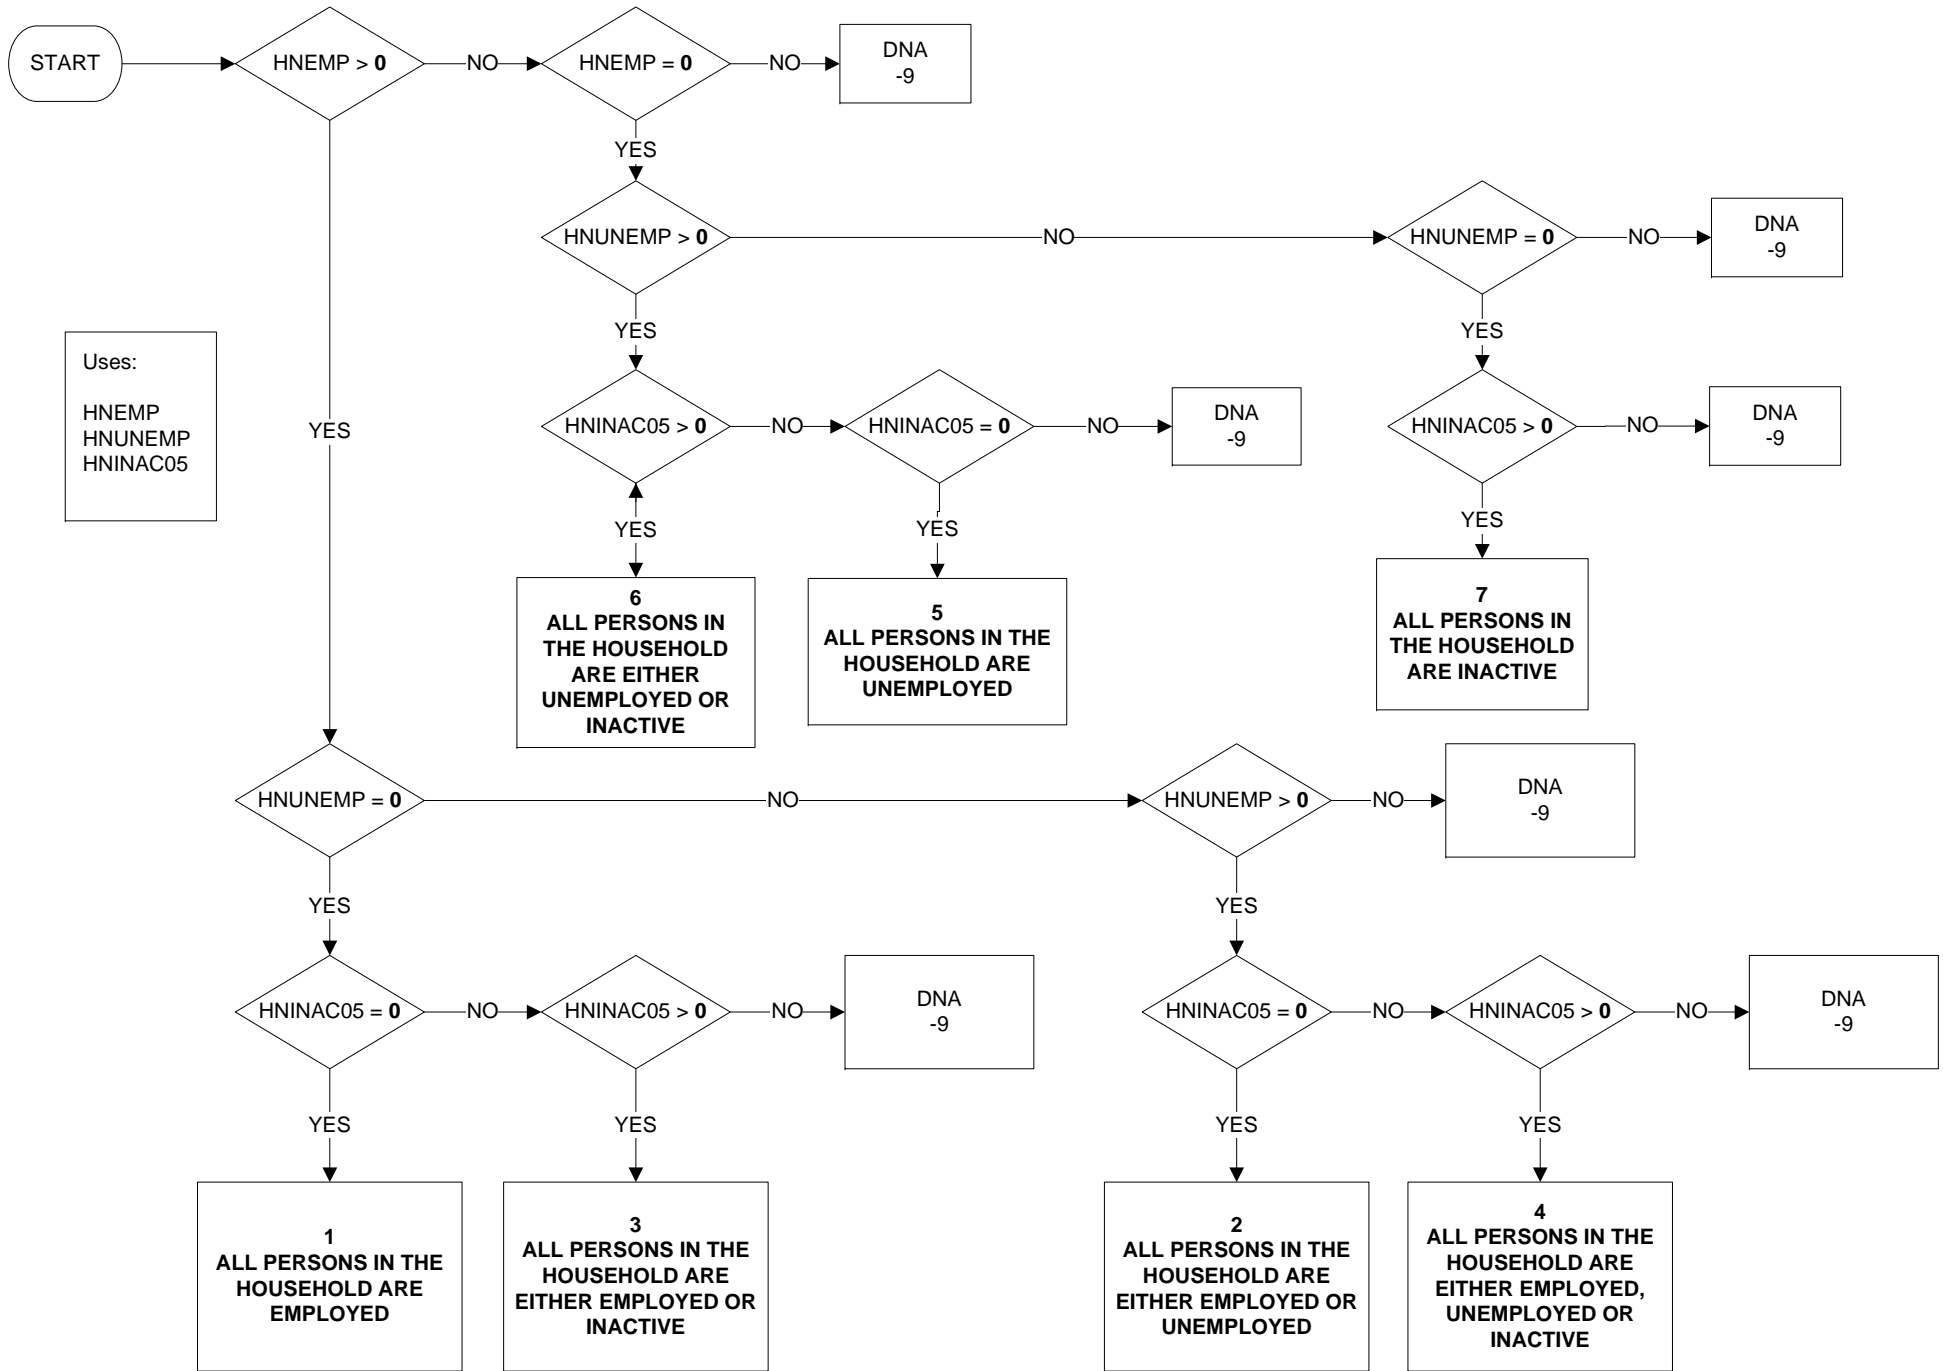 START
HNEMP > 0
NO
HNEMP = 0
NO
DNA
-9
YES
HNUNEMP > 0
NO
HNUNEMP = 0
NO
DNA
-9
YES
YES
Uses:
HNEMP
HNUNEMP
HNINAC05
YES
HNINAC05 > 0
NO
HNINAC05 = 0
NO
DNA
-9
HNINAC05 > 0
NO
DNA
-9
YES
YES
YES
6
ALL PERSONS IN
THE HOUSEHOLD
ARE EITHER
UNEMPLOYED OR
INACTIVE
5
ALL PERSONS IN THE
HOUSEHOLD ARE
UNEMPLOYED
7
ALL PERSONS IN
THE HOUSEHOLD
ARE INACTIVE
HNUNEMP = 0
NO
HNUNEMP > 0
NO
DNA
-9
YES
YES
HNINAC05 = 0
NO
HNINAC05 > 0
NO
DNA
-9
HNINAC05 = 0
NO
HNINAC05 > 0
NO
DNA
-9
YES
YES
YES
YES
1
ALL PERSONS IN THE
HOUSEHOLD ARE
EMPLOYED
3
ALL PERSONS IN THE
HOUSEHOLD ARE
EITHER EMPLOYED OR
INACTIVE
2
ALL PERSONS IN THE
HOUSEHOLD ARE
EITHER EMPLOYED OR
UNEMPLOYED
4
ALL PERSONS IN THE
HOUSEHOLD ARE
EITHER EMPLOYED,
UNEMPLOYED OR
INACTIVE